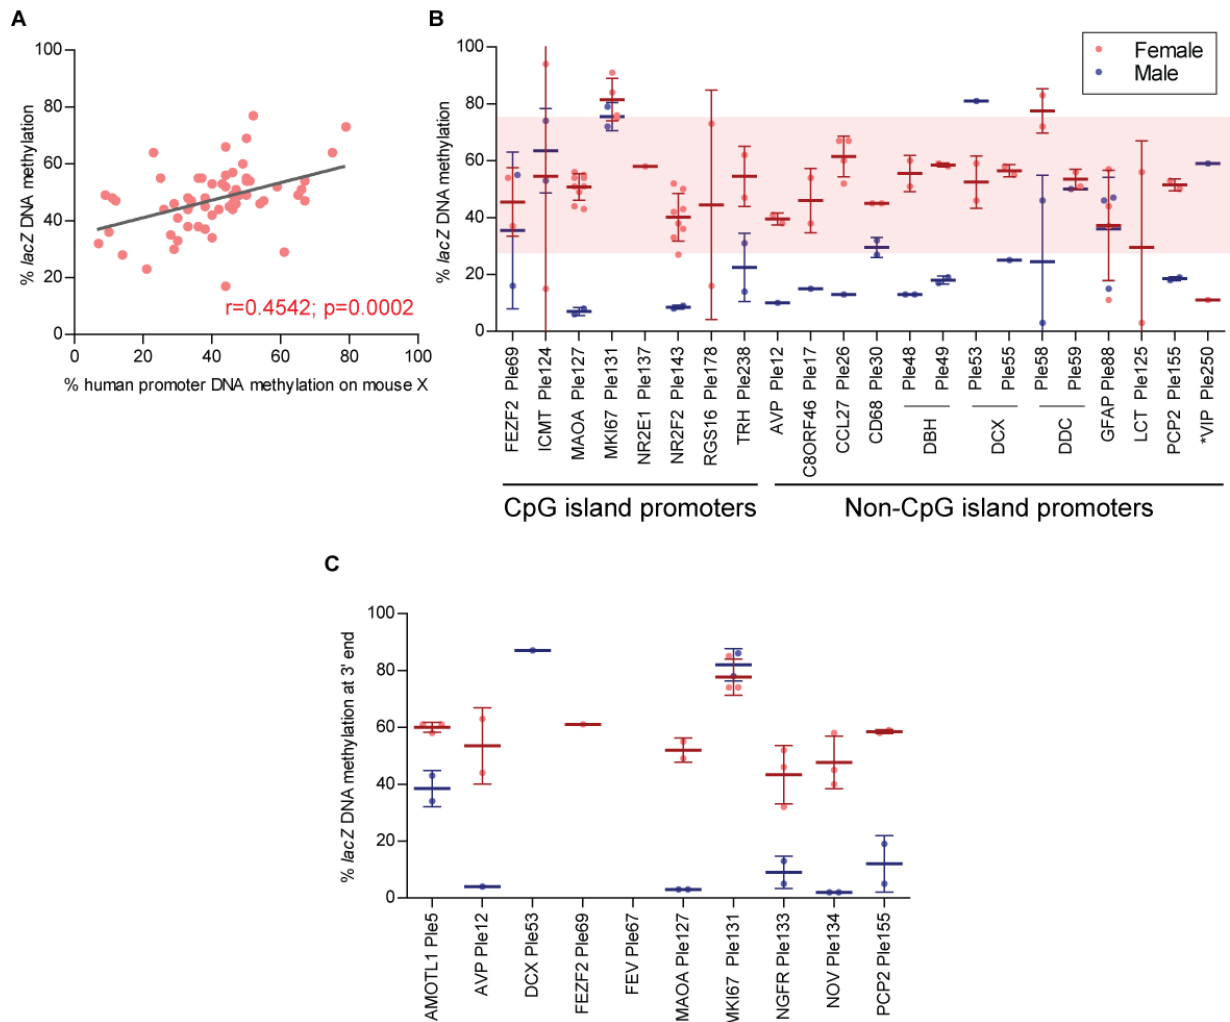 A
100
80
60
40
20
0
% lacZ DNA methylation
r=0.4542; p=0.0002
0 20 40 60 80 100
% human promoter DNA methylation on mouse X
B
100
80
60
40
20
0
% lacZ DNA methylation
Female
Male
FEZF2 Ple69
ICMT Ple124
MAOA Ple127
MKI67 Ple131
NR2E1 Ple137
NR2F2 Ple143
RGS16 Ple178
TRH Ple238
AVP Ple12
C8ORF46 Ple17
CCL27 Ple26
CD68 Ple30
Ple48
Ple49
DBH
Ple53
Ple55
DCX
Ple58
Ple59
DDC
GFAP Ple88
LCT Ple125
PCP2 Ple155
*VIP Ple250
CpG island promoters
Non-CpG island promoters
C
100
80
60
40
20
0
% lacZ DNA methylation at 3' end
AMOTL1 Ple5
AVP Ple12
DCX Ple53
FEZF2 Ple69
FEV Ple67
MAOA Ple127
MKI67 Ple131
NGFR Ple133
NOV Ple134
PCP2 Ple155